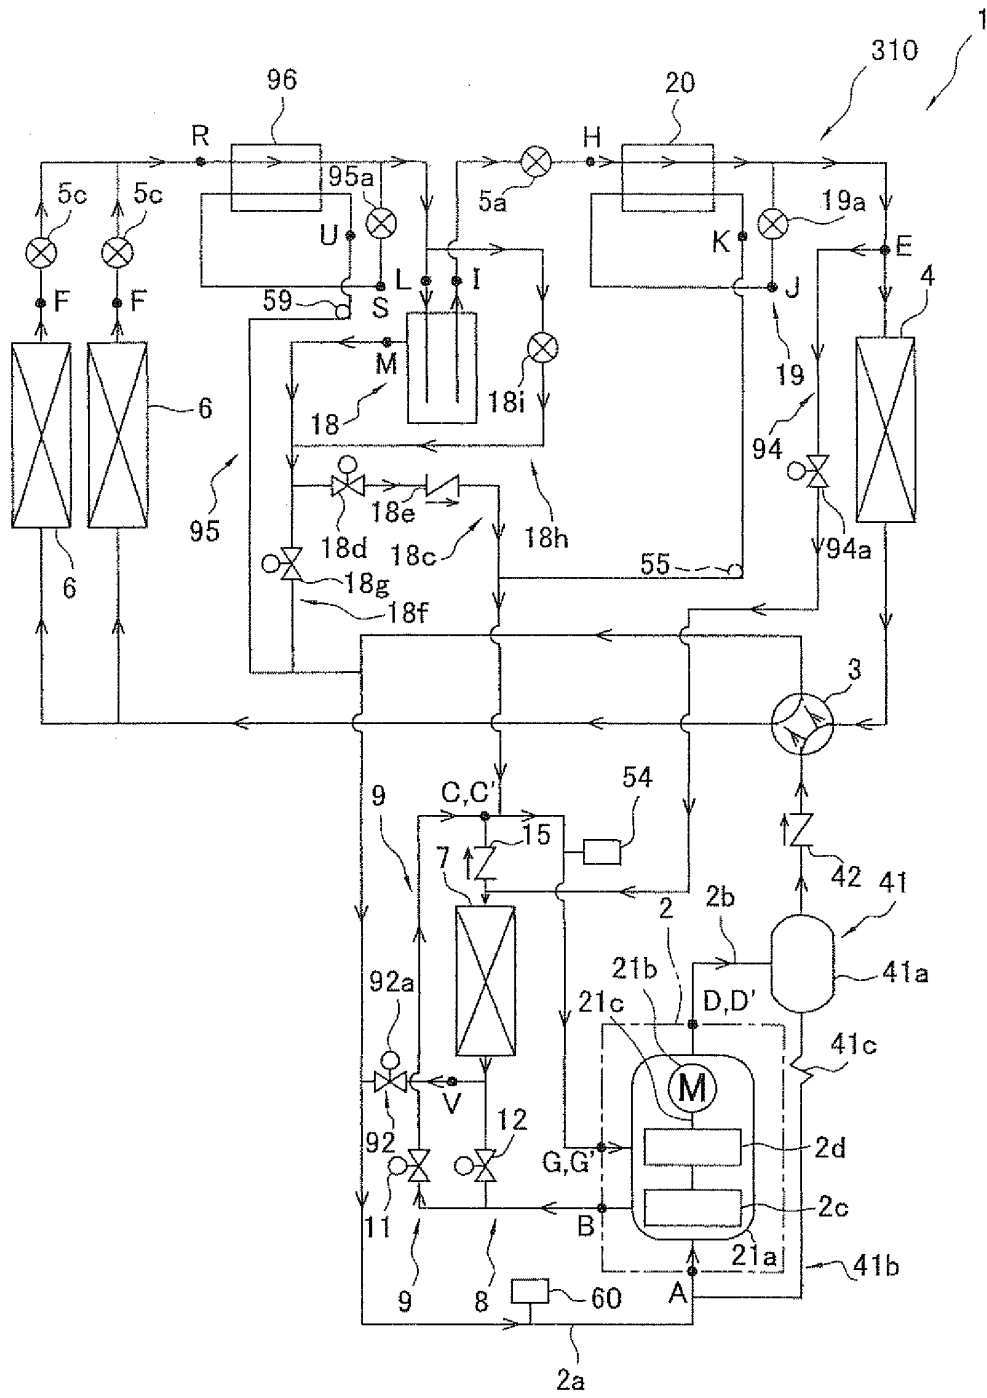 1
310
96
20
R
H
5c
5c
95a
5a
19a
U
K
E
F
F
L
I
J
4
59
S
M
6
18
18i
19
94
95
18e
18d
18c
18h
55
94a
6
18g
18f
3
9
C,C'
54
15
7
42
2
2b
41
21b
D,D'
41a
92a
21c
41c
M
V
92
12
G,G'
2d
11
B
2c
21a
9
8
60
A
41b
2a